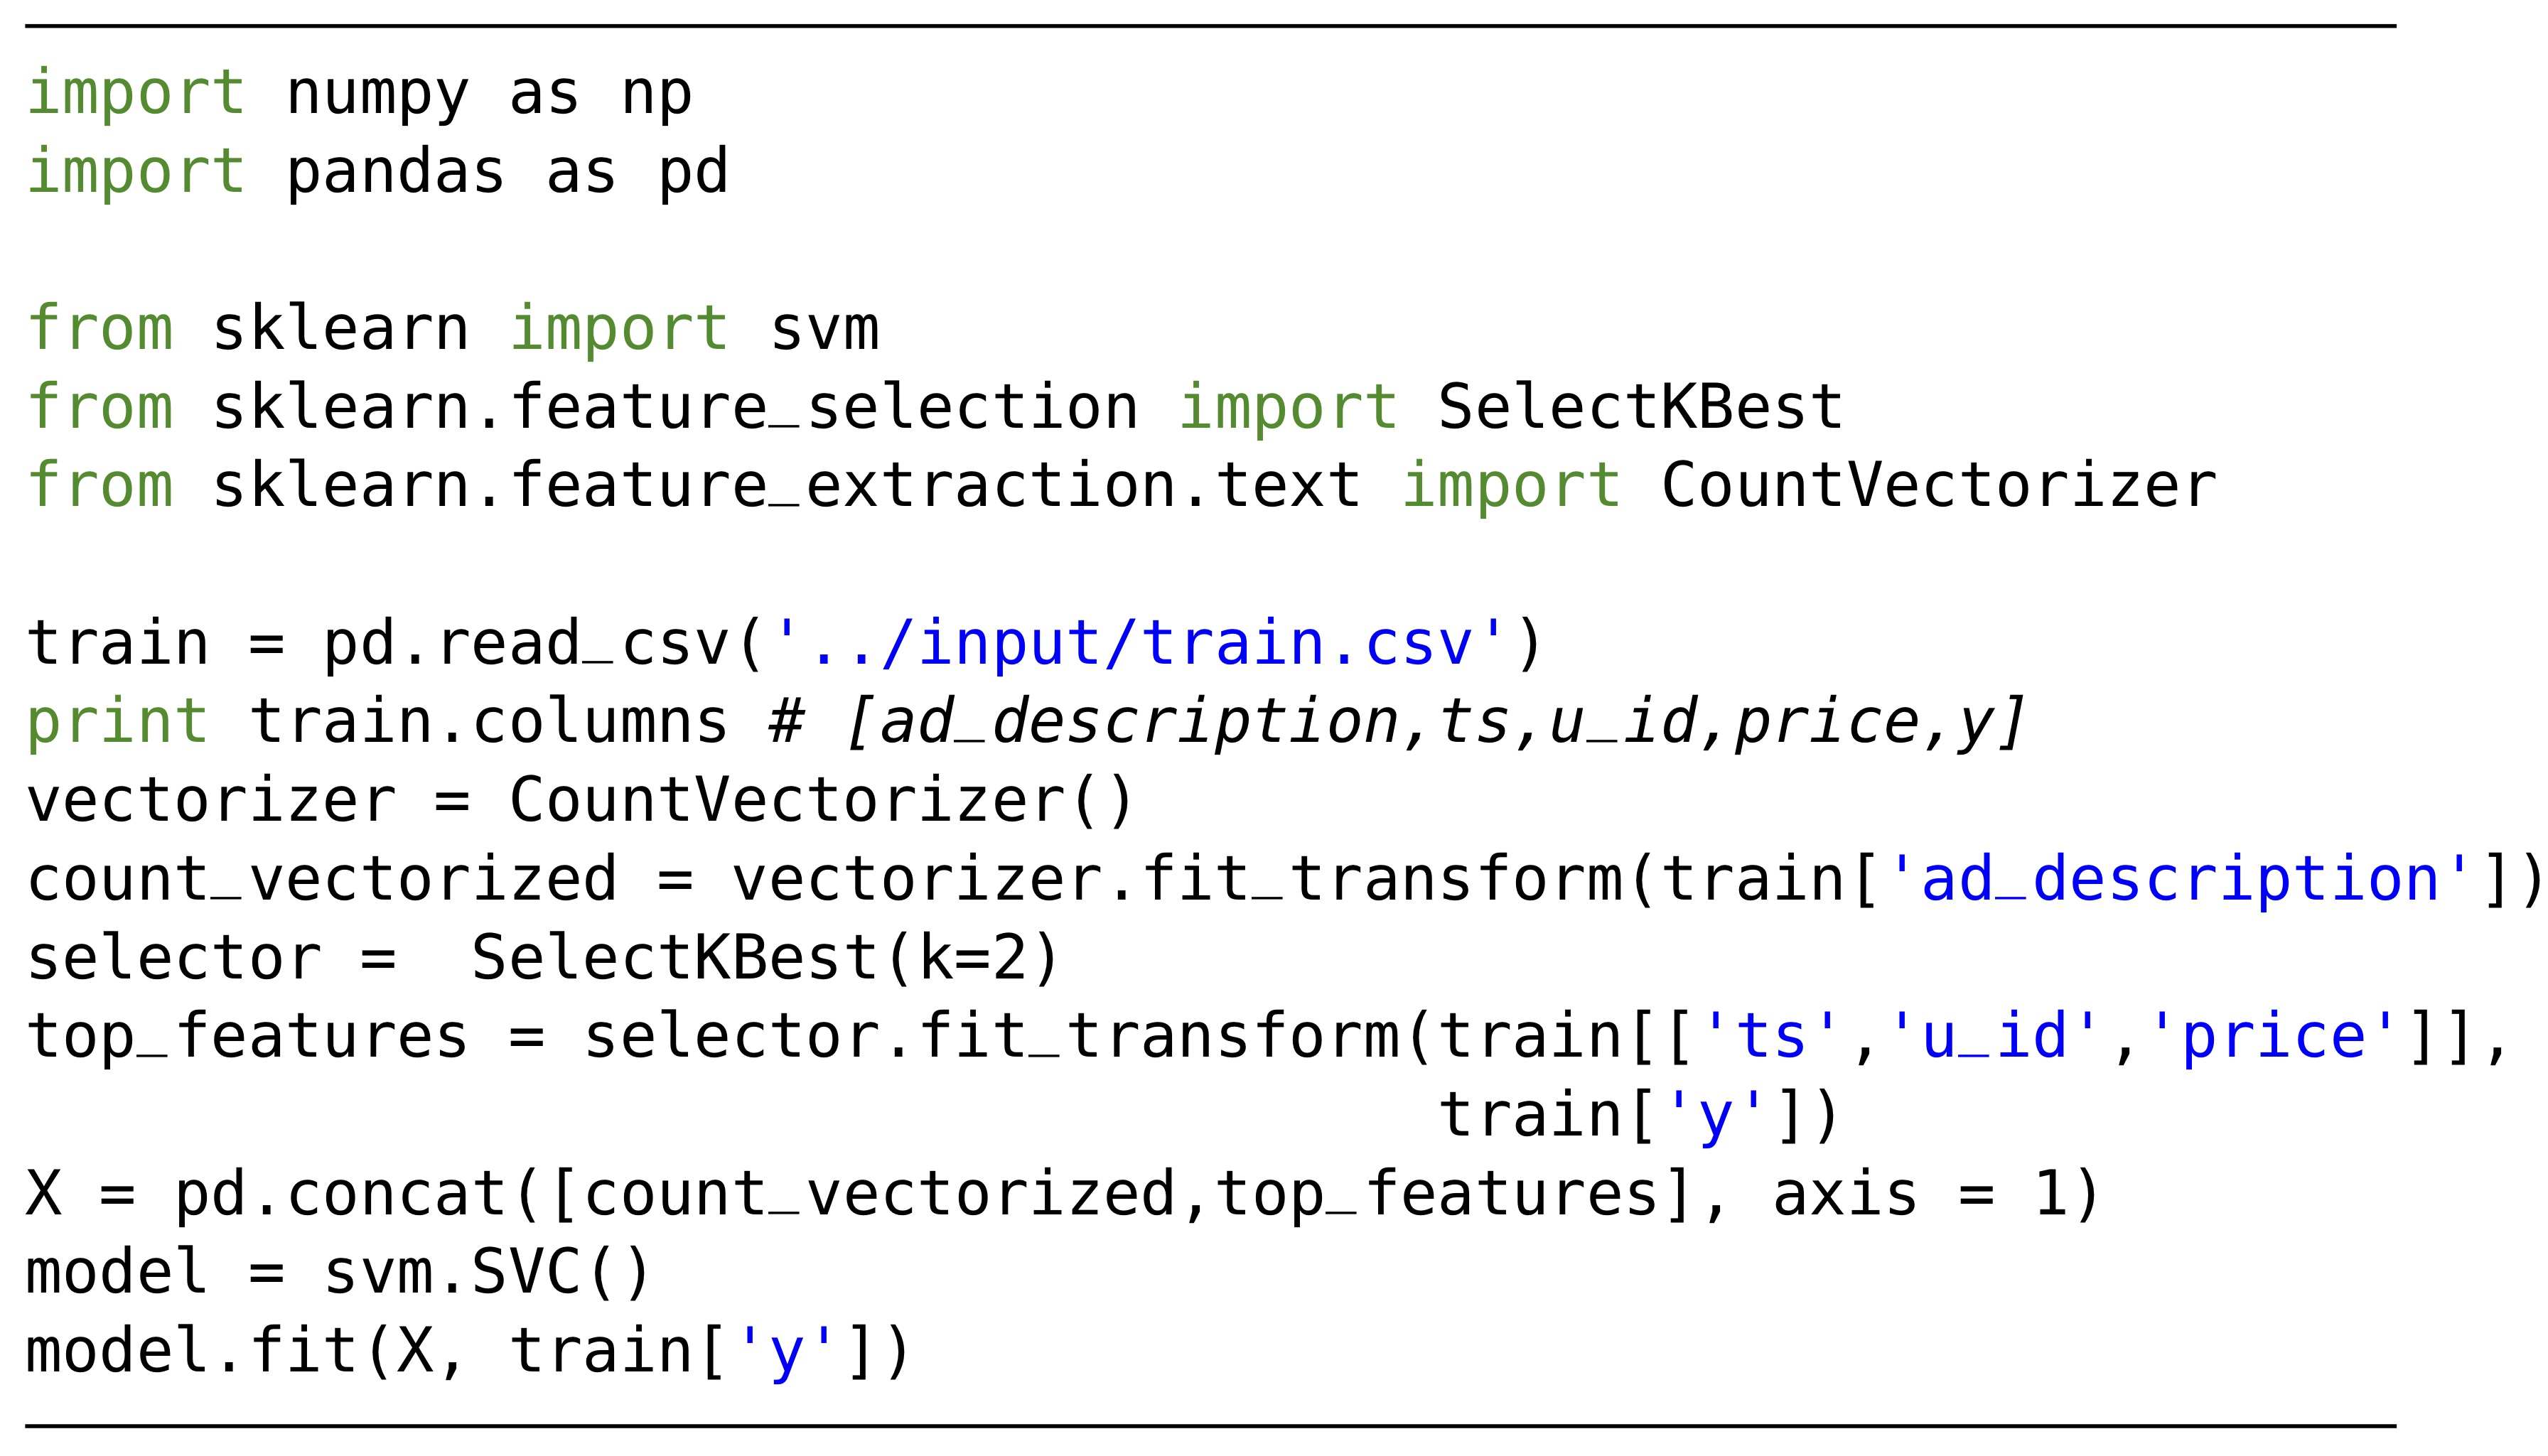 import numpy as np
import pandas as pd
from sklearn import svm
from sklearn.feature_selection import SelectKBest
from sklearn.feature_extraction.text import CountVectorizer
train = pd.read_csv('../input/train.csv')
print train.columns # [ad_description,ts,u_id,price,y]
vectorizer = CountVectorizer()
count_vectorized = vectorizer.fit_transform(train['ad_description'])
selector =  SelectKBest(k=2)
top_features = selector.fit_transform(train[['ts','u_id','price']],
                                      train['y'])
X = pd.concat([count_vectorized,top_features], axis = 1)
model = svm.SVC()
model.fit(X, train['y'])